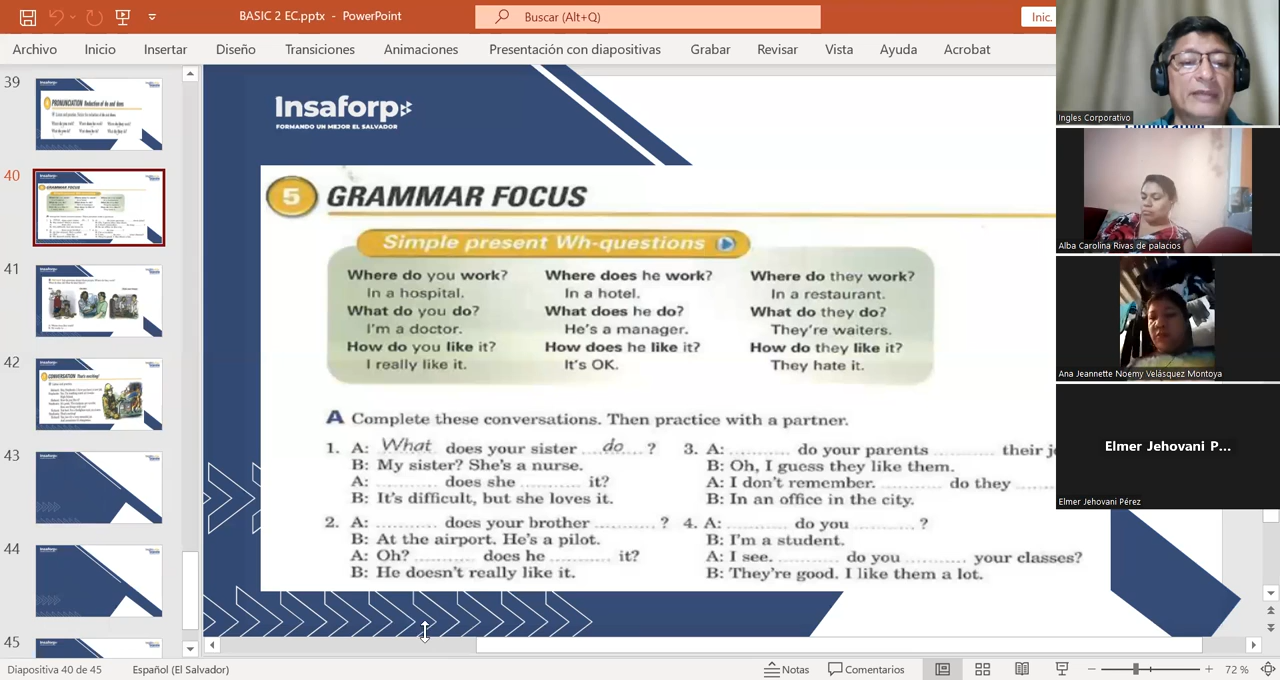 BASIC 2 EC.pptx - PowerPoint
Buscar (Alt+Q)
Inic.
Archivo Inicio Insertar Diseño Transiciones Animaciones Presentación con diapositivas Grabar Revisar Vista Ayuda Acrobat
39
40
41
42
43
44
45
Insaforp
FORMANDO UN MEJOR EL SALVADOR
5 GRAMMAR FOCUS
Simple present Wh-questions
Where do you work? Where does he work? Where do they work?
In a hospital. In a hotel. In a restaurant.
What do you do? What does he do? What do they do?
I'm a doctor. He's a manager. They're waiters.
How do you like it? How does he like it? How do they like it?
I really like it. It's OK. They hate it.
A Complete these conversations. Then practice with a partner.
1. A: What does your sister do ?
B: My sister? She's a nurse.
A: .......... does she .......... it?
B: It's difficult, but she loves it.
2. A: .......... does your brother .......... ?
B: At the airport. He's a pilot.
A: Oh? .......... does he .......... it?
B: He doesn't really like it.
3. A: .......... do your parents .......... their
B: Oh, I guess they like them.
A: I don't remember. .......... do they ..........
B: In an office in the city.
4. A: .......... do you .......... ?
B: I'm a student.
A: I see. .......... do you .......... your classes?
B: They're good. I like them a lot.
Ingles Corporativo
Alba Carolina Rivas de palacios
Ana Jeannette Noemy Velásquez Montoya
Elmer Jehovani P...
Elmer Jehovani Pérez
Diapositiva 40 de 45 Español (El Salvador) Notas Comentarios 72 %